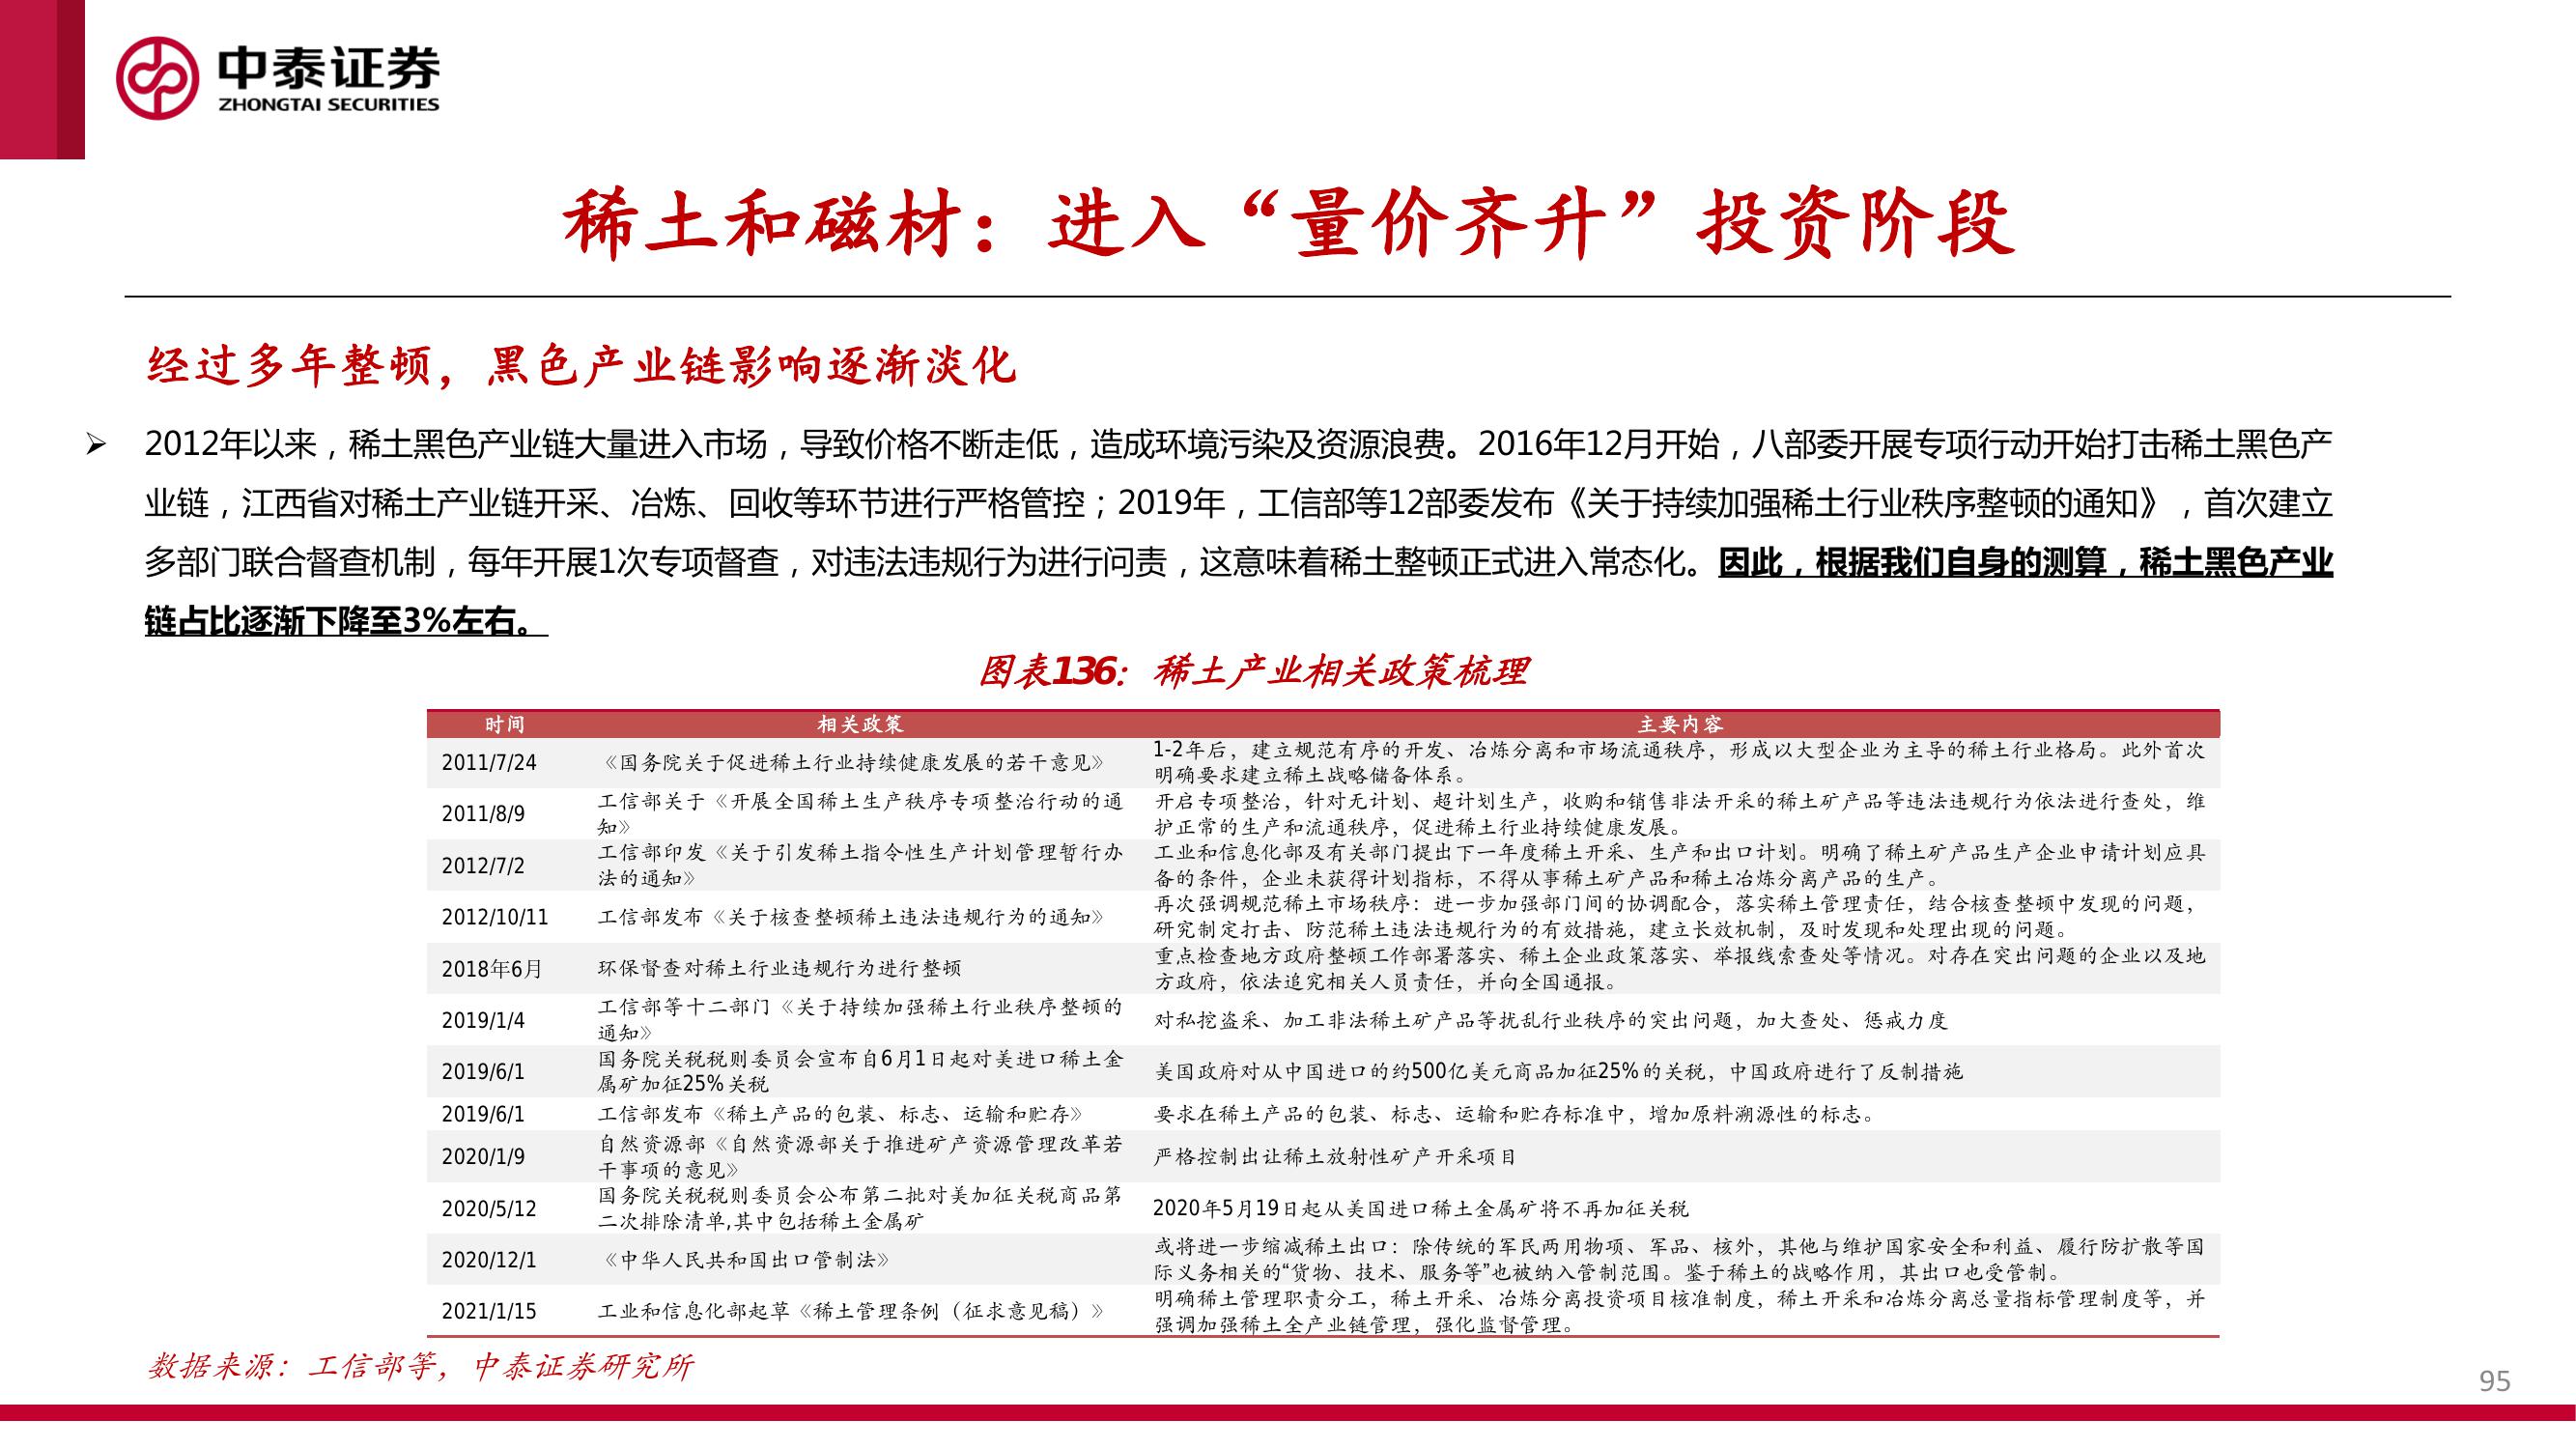 中泰证券
ZHONGTAI SECURITIES
稀土和磁材：进入“量价齐升”投资阶段
经过多年整顿，黑色产业链影响逐渐淡化
➢ 2012年以来，稀土黑色产业链大量进入市场，导致价格不断走低，造成环境污染及资源浪费。2016年12月开始，八部委开展专项行动开始打击稀土黑色产
业链，江西省对稀土产业链开采、冶炼、回收等环节进行严格管控；2019年，工信部等12部委发布《关于持续加强稀土行业秩序整顿的通知》，首次建立
多部门联合督查机制，每年开展1次专项督查，对违法违规行为进行问责，这意味着稀土整顿正式进入常态化。因此，根据我们自身的测算，稀土黑色产业
链占比逐渐下降至3%左右。
图表136：稀土产业相关政策梳理
时间 相关政策 主要内容
2011/7/24 《国务院关于促进稀土行业持续健康发展的若干意见》 1-2年后，建立规范有序的开发、冶炼分离和市场流通秩序，形成以大型企业为主导的稀土行业格局。此外首次
明确要求建立稀土战略储备体系。
2011/8/9 工信部关于《开展全国稀土生产秩序专项整治行动的通
知》
开启专项整治，针对无计划、超计划生产，收购和销售非法开采的稀土矿产品等违法违规行为依法进行查处，维
护正常的生产和流通秩序，促进稀土行业持续健康发展。
2012/7/2 工信部印发《关于引发稀土指令性生产计划管理暂行办
法的通知》
工业和信息化部及有关部门提出下一年度稀土开采、生产和出口计划。明确了稀土矿产品生产企业申请计划应具
备的条件，企业未获得计划指标，不得从事稀土矿产品和稀土冶炼分离产品的生产。
2012/10/11 工信部发布《关于核查整顿稀土违法违规行为的通知》 再次强调规范稀土市场秩序：进一步加强部门间的协调配合，落实稀土管理责任，结合核查整顿中发现的问题，
研究制定打击、防范稀土违法违规行为的有效措施，建立长效机制，及时发现和处理出现的问题。
2018年6月 环保督查对稀土行业违规行为进行整顿 重点检查地方政府整顿工作部署落实、稀土企业政策落实、举报线索查处等情况。对存在突出问题的企业以及地
方政府，依法追究相关人员责任，并向全国通报。
2019/1/4 工信部等十二部门《关于持续加强稀土行业秩序整顿的
通知》
对私挖盗采、加工非法稀土矿产品等扰乱行业秩序的突出问题，加大查处、惩戒力度
2019/6/1 国务院关税税则委员会宣布自6月1日起对美进口稀土金
属矿加征25%关税
美国政府对从中国进口的约500亿美元商品加征25%的关税，中国政府进行了反制措施
2019/6/1 工信部发布《稀土产品的包装、标志、运输和贮存》 要求在稀土产品的包装、标志、运输和贮存标准中，增加原料溯源性的标志。
2020/1/9 自然资源部《自然资源部关于推进矿产资源管理改革若
干事项的意见》
严格控制出让稀土放射性矿产开采项目
2020/5/12 国务院关税税则委员会公布第二批对美加征关税商品第
二次排除清单,其中包括稀土金属矿
2020年5月19日起从美国进口稀土金属矿将不再加征关税
2020/12/1 《中华人民共和国出口管制法》 或将进一步缩减稀土出口：除传统的军民两用物项、军品、核外，其他与维护国家安全和利益、履行防扩散等国
际义务相关的“货物、技术、服务等”也被纳入管制范围。鉴于稀土的战略作用，其出口也受管制。
2021/1/15 工业和信息化部起草《稀土管理条例（征求意见稿）》 明确稀土管理职责分工，稀土开采、冶炼分离投资项目核准制度，稀土开采和冶炼分离总量指标管理制度等，并
强调加强稀土全产业链管理，强化监督管理。
数据来源：工信部等，中泰证券研究所
95